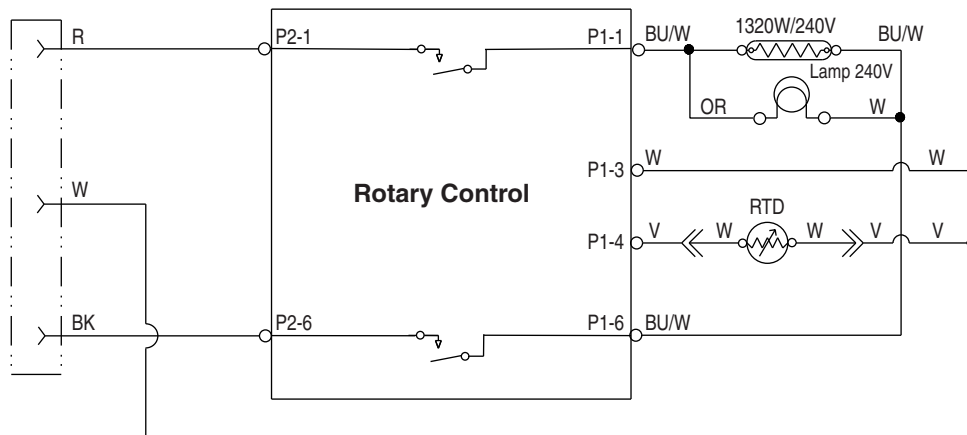 R P2-1 P1-1 BU/W 1320W/240V BU/W
Lamp 240V
OR W
W P1-3 W W
Rotary Control
RTD
P1-4 V W W V V
BK P2-6 P1-6 BU/W